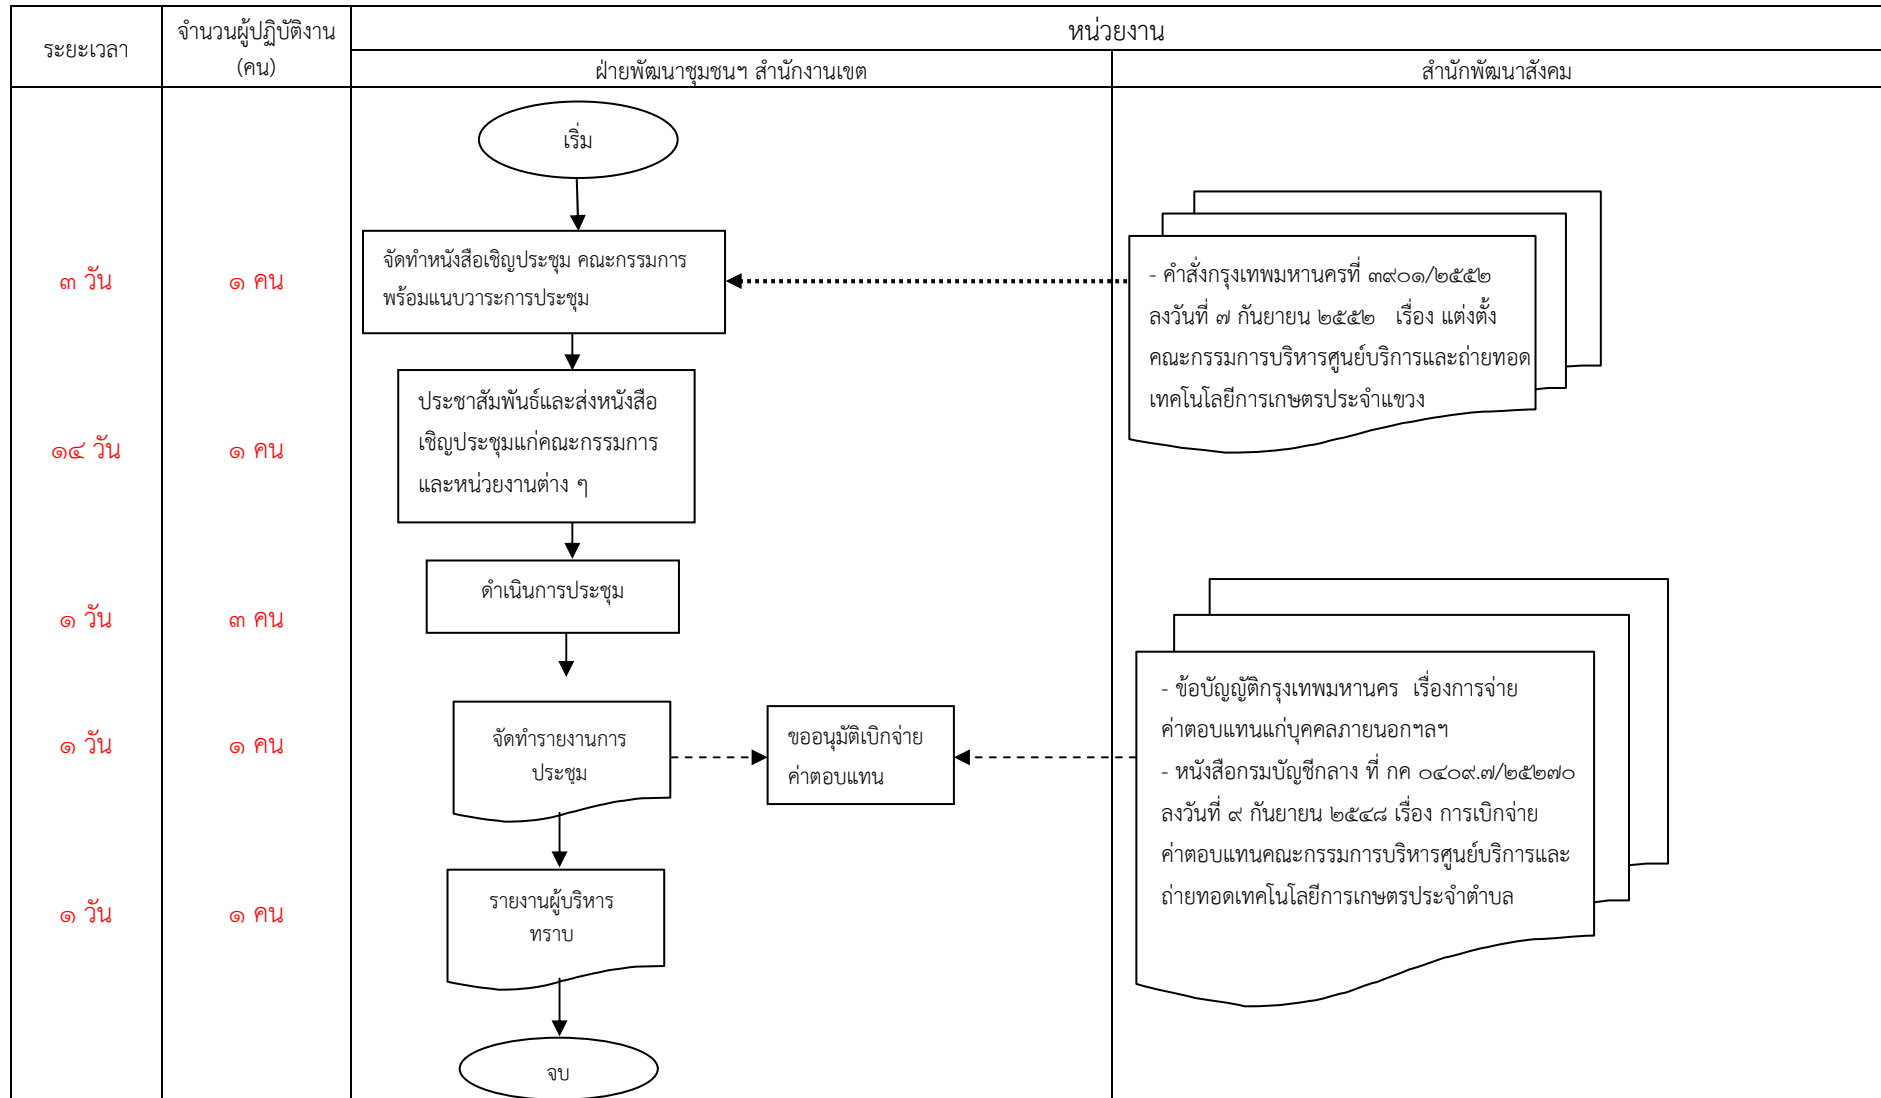 ระยะเวลา
จำนวนผู้ปฏิบัติงาน
(คน)
หน่วยงาน
ฝ่ายพัฒนาชุมชนฯ สำนักงานเขต
สำนักพัฒนาสังคม
เริ่ม
๓ วัน
๑ คน
จัดทำหนังสือเชิญประชุม คณะกรรมการ
พร้อมแนบวาระการประชุม
- คำสั่งกรุงเทพมหานครที่ ๓๙๐๑/๒๕๕๒
ลงวันที่ ๗ กันยายน ๒๕๕๒ เรื่อง แต่งตั้ง
คณะกรรมการบริหารศูนย์บริการและถ่ายทอด
เทคโนโลยีการเกษตรประจำแขวง
๑๔ วัน
๑ คน
ประชาสัมพันธ์และส่งหนังสือ
เชิญประชุมแก่คณะกรรมการ
และหน่วยงานต่าง ๆ
๑ วัน
๓ คน
ดำเนินการประชุม
๑ วัน
๑ คน
จัดทำรายงานการ
ประชุม
ขออนุมัติเบิกจ่าย
ค่าตอบแทน
- ข้อบัญญัติกรุงเทพมหานคร เรื่องการจ่าย
ค่าตอบแทนแก่บุคคลภายนอกฯลฯ
- หนังสือกรมบัญชีกลาง ที่ กค ๐๔๐๙.๗/๒๕๒๗๐
ลงวันที่ ๙ กันยายน ๒๕๔๘ เรื่อง การเบิกจ่าย
ค่าตอบแทนคณะกรรมการบริหารศูนย์บริการและ
ถ่ายทอดเทคโนโลยีการเกษตรประจำตำบล
๑ วัน
๑ คน
รายงานผู้บริหาร
ทราบ
จบ